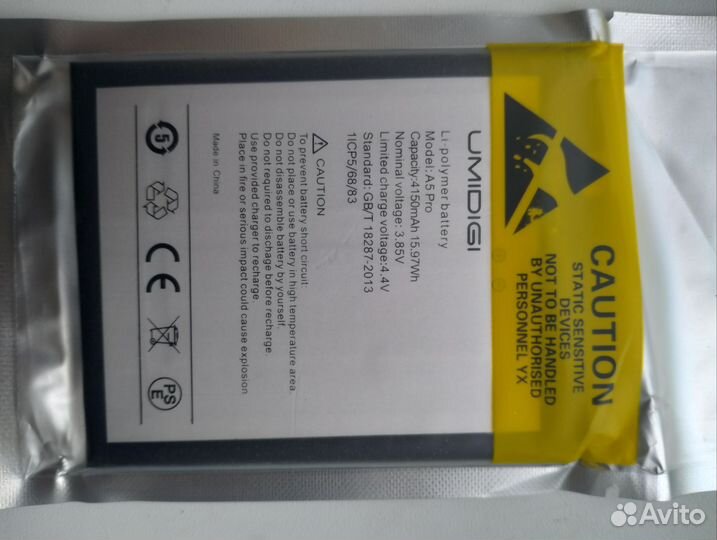 UMIDIGI
Li-polymer battery
Model: A5 Pro
Capacity:4150mAh 15.97Wh
Nominal voltage: 3.85V
Limited charge voltage:4.4V
Standard: GB/T 18287-2013
1ICP5/68/83
To prevent battery short circuit:
Do not place or use battery in high temperature area.
Do not disassemble battery by yourself.
Do not required to discharge before recharge.
Use provided charger to recharge.
Place in fire or serious impact could cause explosion
Made in China
5
CE
PS
E
CAUTION
STATIC SENSITIVE
DEVICES
NOT TO BE HANDLED
BY UNAUTHORISED
PERSONNEL YX
Avito